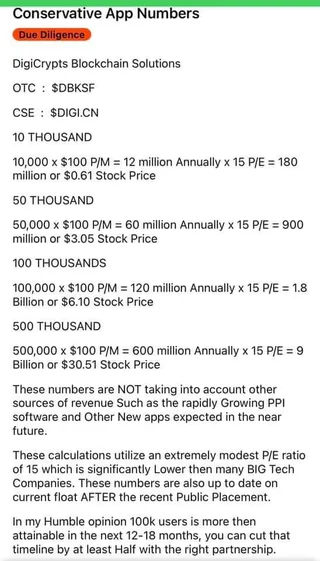 Conservative App Numbers
Due Diligence
DigiCrypts Blockchain Solutions
OTC : $DBKSF
CSE : $DIGI.CN
10 THOUSAND
10,000 x $100 P/M = 12 million Annually x 15 P/E = 180
million or $0.61 Stock Price
50 THOUSAND
50,000 x $100 P/M = 60 million Annually x 15 P/E = 900
million or $3.05 Stock Price
100 THOUSANDS
100,000 x $100 P/M = 120 million Annually x 15 P/E = 1.8
Billion or $6.10 Stock Price
500 THOUSAND
500,000 x $100 P/M = 600 million Annually x 15 P/E = 9
Billion or $30.51 Stock Price
These numbers are NOT taking into account other
sources of revenue Such as the rapidly Growing PPI
software and Other New apps expected in the near
future.
These calculations utilize an extremely modest P/E ratio
of 15 which is significantly Lower then many BIG Tech
Companies. These numbers are also up to date on
current float AFTER the recent Public Placement.
In my Humble opinion 100k users is more then
attainable in the next 12-18 months, you can cut that
timeline by at least Half with the right partnership.